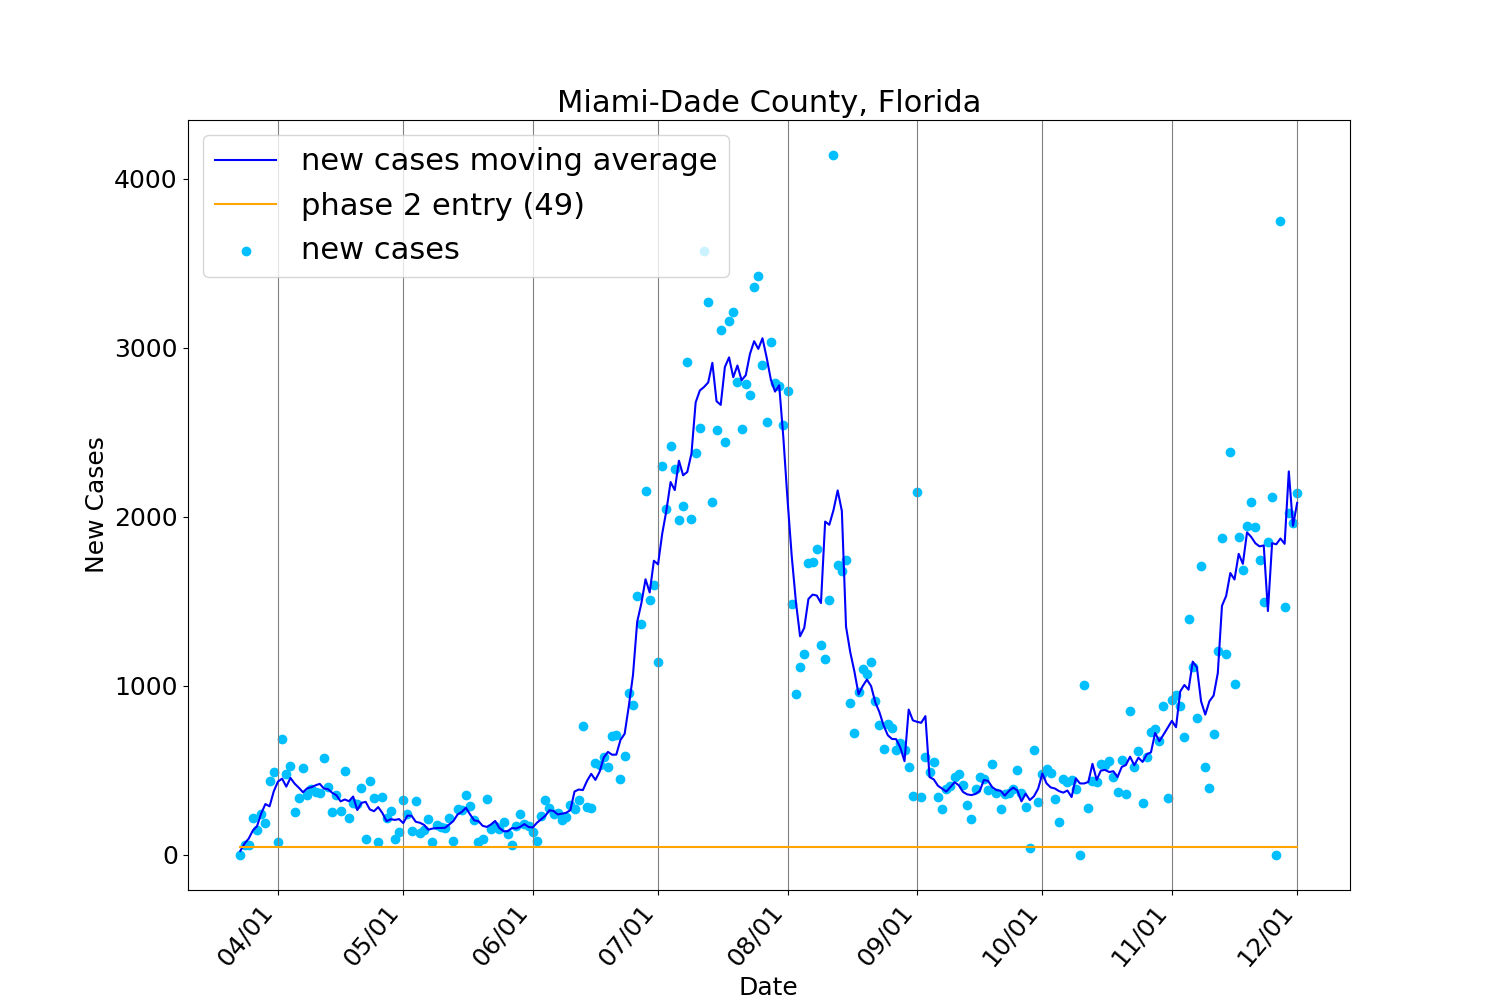 Miami-Dade County, Florida
new cases moving average
phase 2 entry (49)
new cases
4000
3000
2000
1000
0
New Cases
04/01
05/01
06/01
07/01
08/01
09/01
10/01
11/01
12/01
Date